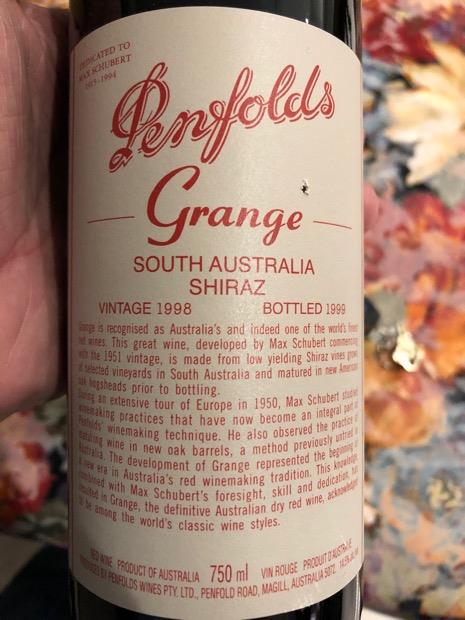 DEDICATED TO
MAX SCHUBERT
1915-1994
Penfolds
Grange
SOUTH AUSTRALIA
SHIRAZ
VINTAGE 1998 BOTTLED 1999
Grange is recognised as Australia's and indeed one of the world's finest
red wines. This great wine, developed by Max Schubert commencing
with the 1951 vintage, is made from low yielding Shiraz vines grown
at selected vineyards in South Australia and matured in new American
oak hogsheads prior to bottling.
During an extensive tour of Europe in 1950, Max Schubert studied
winemaking practices that have now become an integral part of
Penfolds' winemaking technique. He also observed the practice of
maturing wine in new oak barrels, a method previously untried in
Australia. The development of Grange represented the beginning of
a new era in Australia's red winemaking tradition. This knowledge,
combined with Max Schubert's foresight, skill and dedication, has
resulted in Grange, the definitive Australian dry red wine, acknowledged
to be among the world's classic wine styles.
RED WINE PRODUCT OF AUSTRALIA 750 ml VIN ROUGE PRODUIT D'AUSTRALIE
PRODUCED BY PENFOLDS WINES PTY. LTD., PENFOLD ROAD, MAGILL, AUSTRALIA 5072.